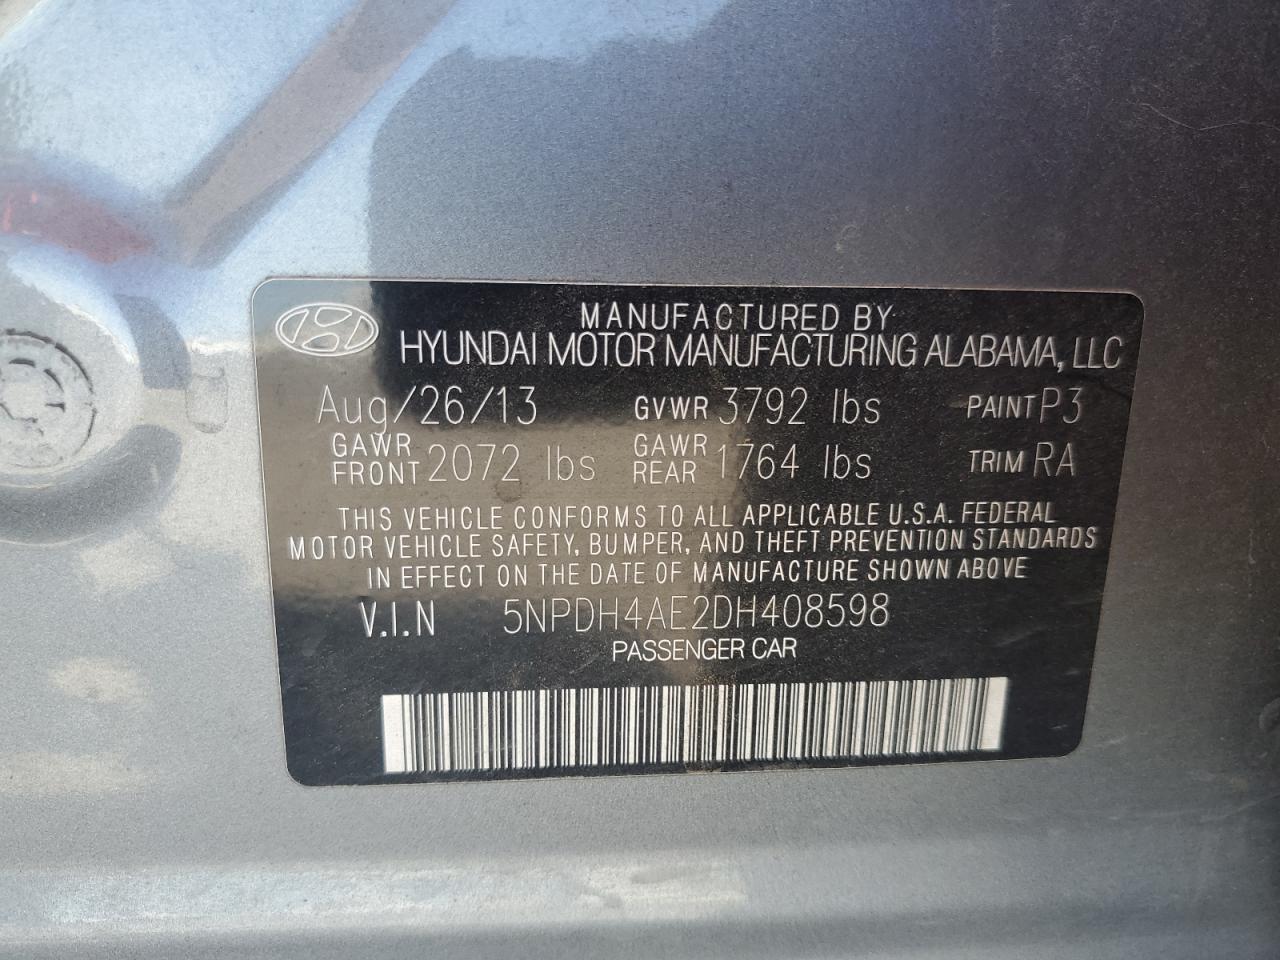 MANUFACTURED BY
HYUNDAI MOTOR MANUFACTURING ALABAMA, LLC
Aug/26/13 GVWR 3792 lbs PAINT P3
GAWR FRONT 2072 lbs GAWR REAR 1764 lbs TRIM RA
THIS VEHICLE CONFORMS TO ALL APPLICABLE U.S.A. FEDERAL
MOTOR VEHICLE SAFETY, BUMPER, AND THEFT PREVENTION STANDARDS
IN EFFECT ON THE DATE OF MANUFACTURE SHOWN ABOVE
V.I.N 5NPDH4AE2DH408598
PASSENGER CAR